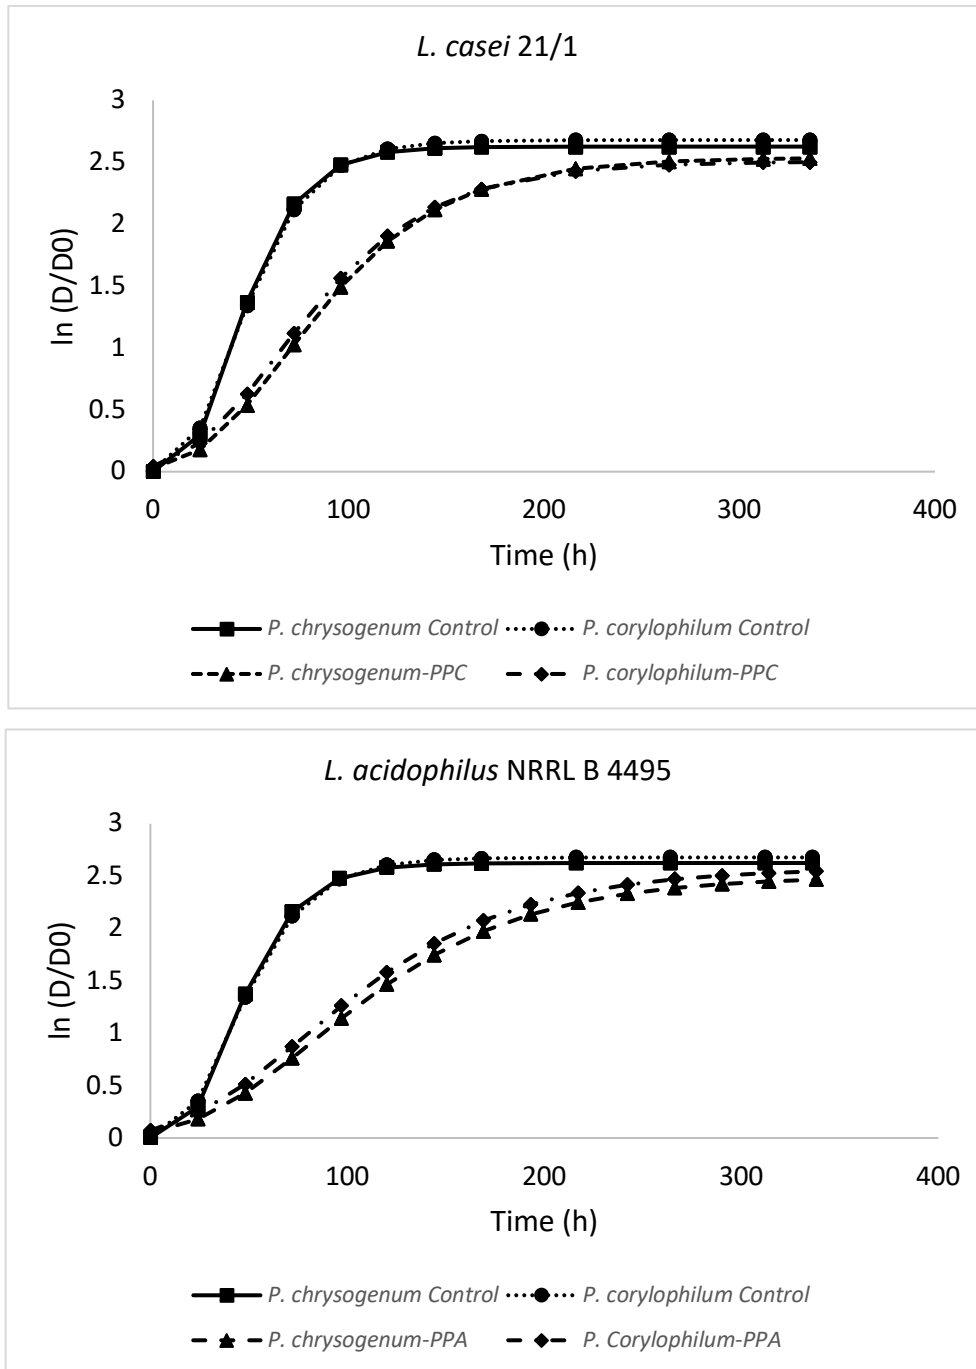 L. casei 21/1
3
2.5
2
1.5
1
0.5
0
ln (D/D0)
0 100 200 300 400
Time (h)
P. chrysogenum Control P. corylophilum Control
P. chrysogenum-PPC P. corylophilum-PPC
L. acidophilus NRRL B 4495
3
2.5
2
1.5
1
0.5
0
ln (D/D0)
0 100 200 300 400
Time (h)
P. chrysogenum Control P. corylophilum Control
P. chrysogenum-PPA P. Corylophilum-PPA